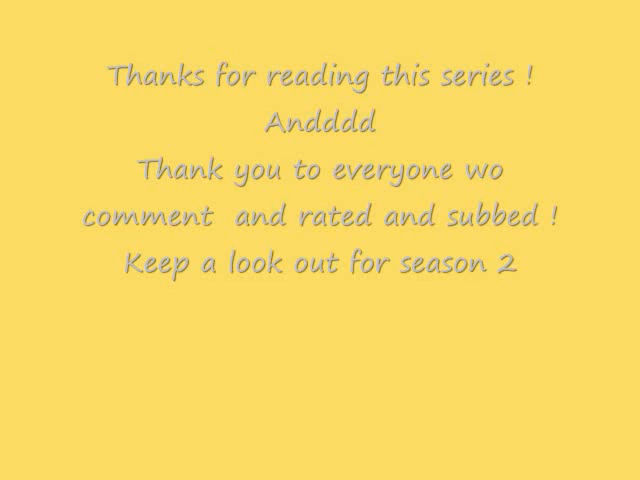 Thanks for reading this series !
Andddd
Thank you to everyone wo
comment  and rated and subbed !
Keep a look out for season 2